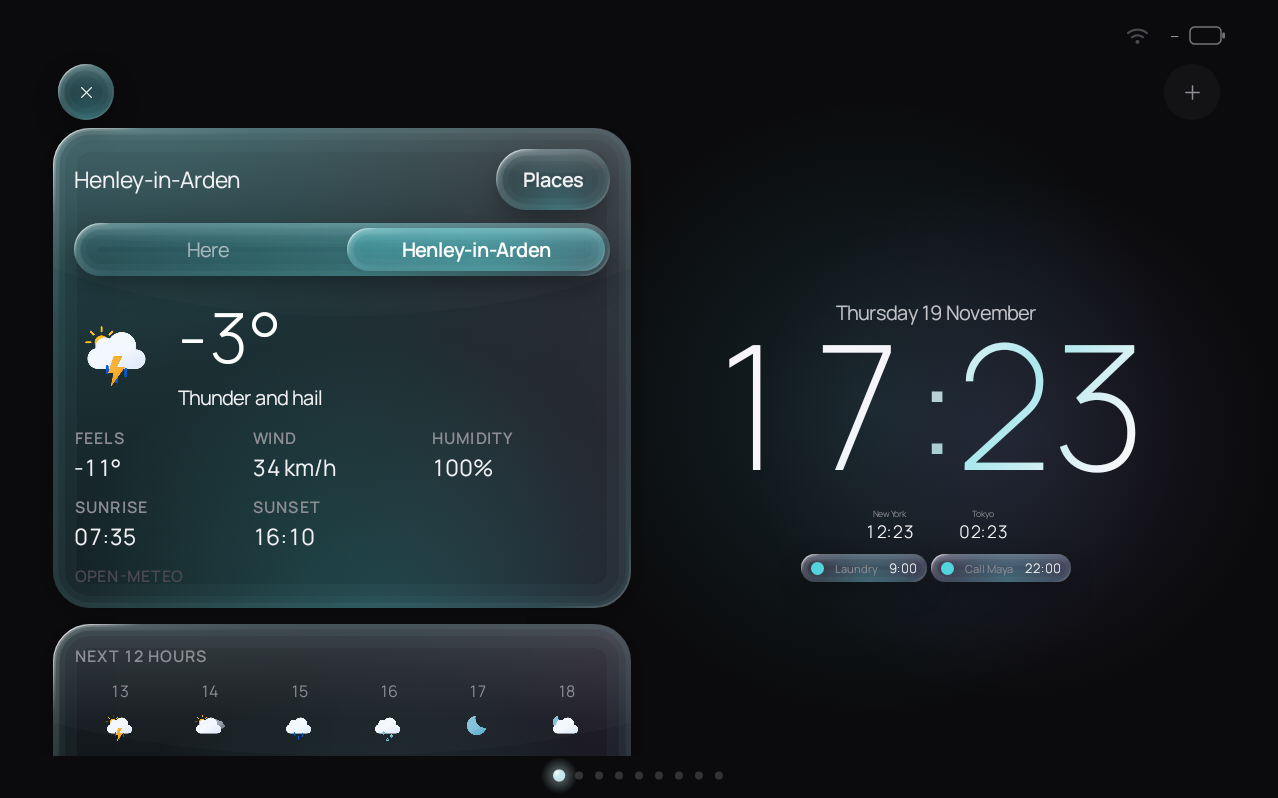 Henley-in-Arden
Places
Here
Henley-in-Arden
-3°
Thunder and hail
FEELS WIND HUMIDITY
-11° 34 km/h 100%
SUNRISE SUNSET
07:35 16:10
OPEN-METEO
NEXT 12 HOURS
13 14 15 16 17 18
Thursday 19 November
17:23
New York Tokyo
12:23 02:23
Laundry 9:00 Call Maya 22:00